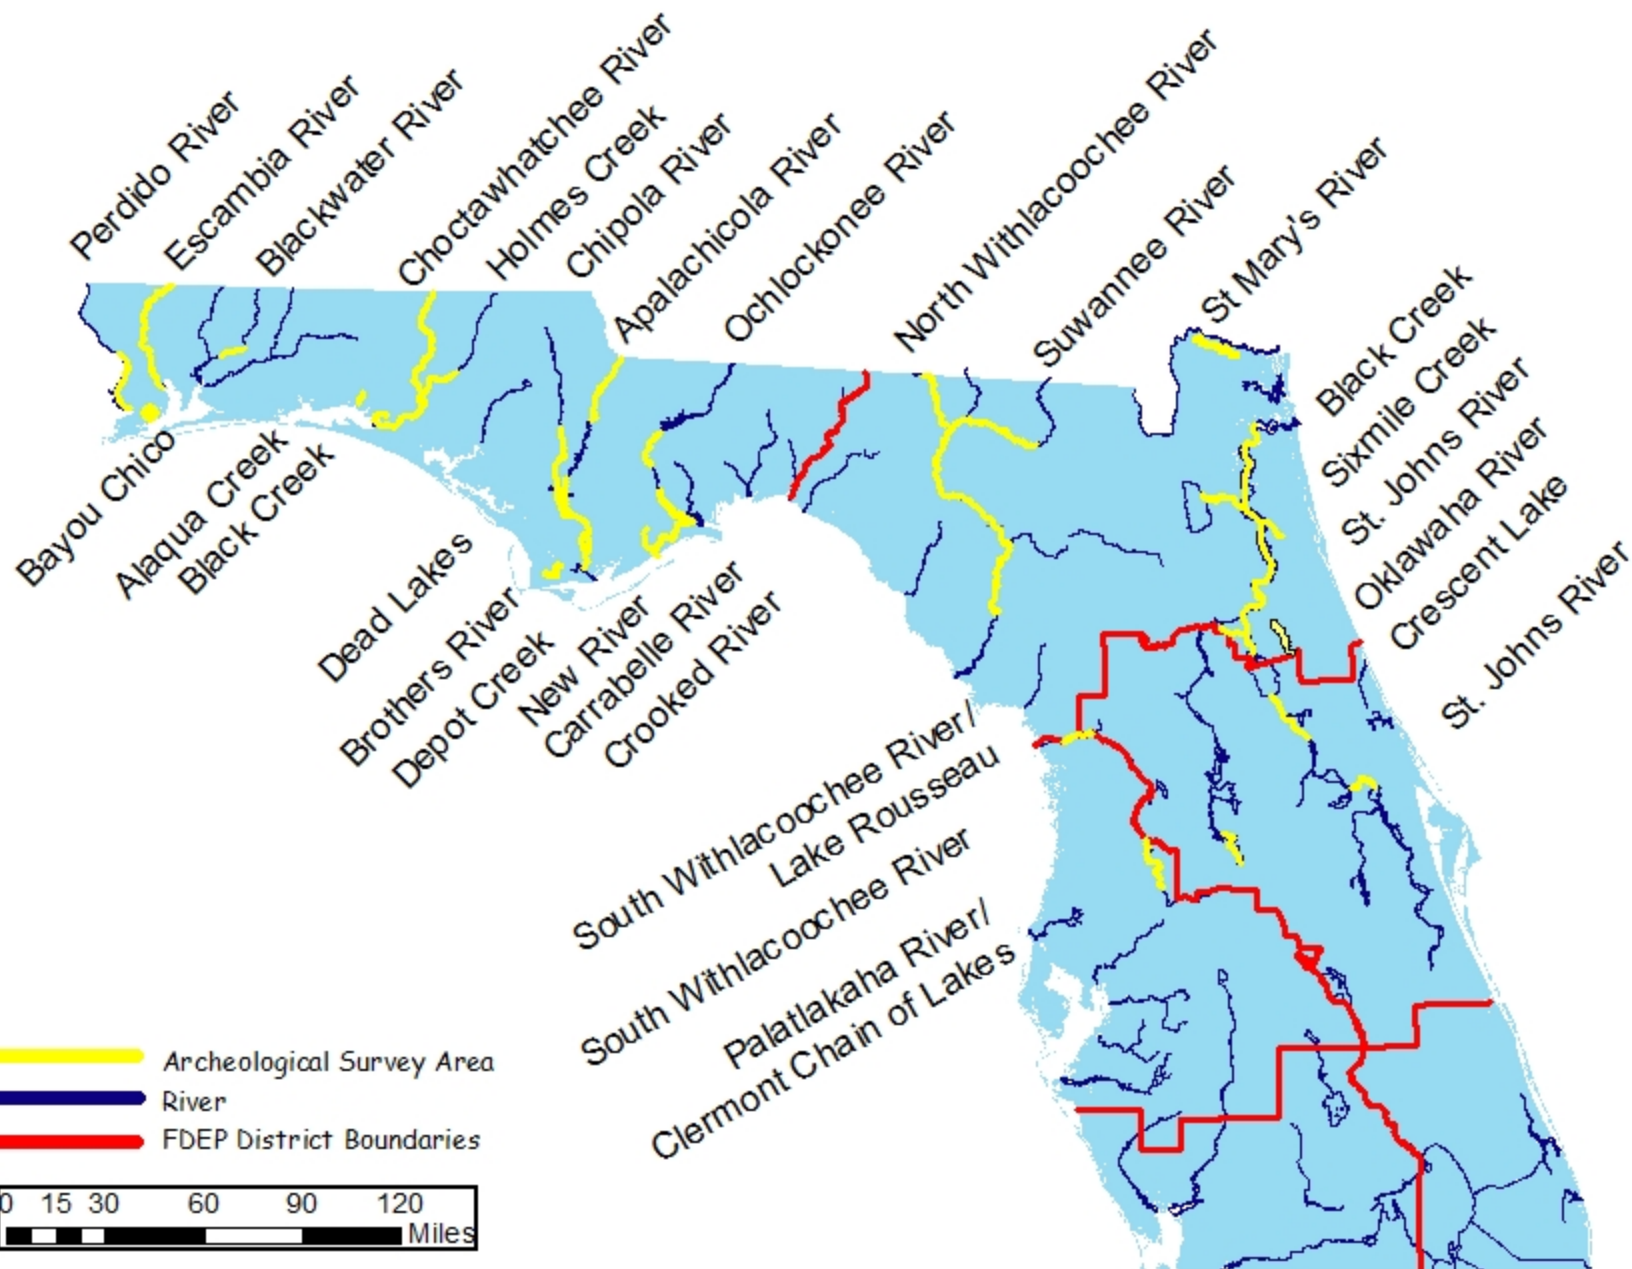 Perdido River
Escambia River
Blackwater River
Choctawhatchee River
Holmes Creek
Chipola River
Apalachicola River
Ochlockonee River
North Withlacoochee River
Suwannee River
St Mary's River
Black Creek
Sixmile Creek
St. Johns River
Oklawaha River
Crescent Lake
St. Johns River
Bayou Chico
Alaqua Creek
Black Creek
Dead Lakes
Brothers River
Depot Creek
New River
Carrabelle River
Crooked River
South Withlacoochee River/
Lake Rousseau
South Withlacoochee River
Palatlakaha River/
Clermont Chain of Lakes
Archeological Survey Area
River
FDEP District Boundaries
0 15 30 60 90 120
Miles